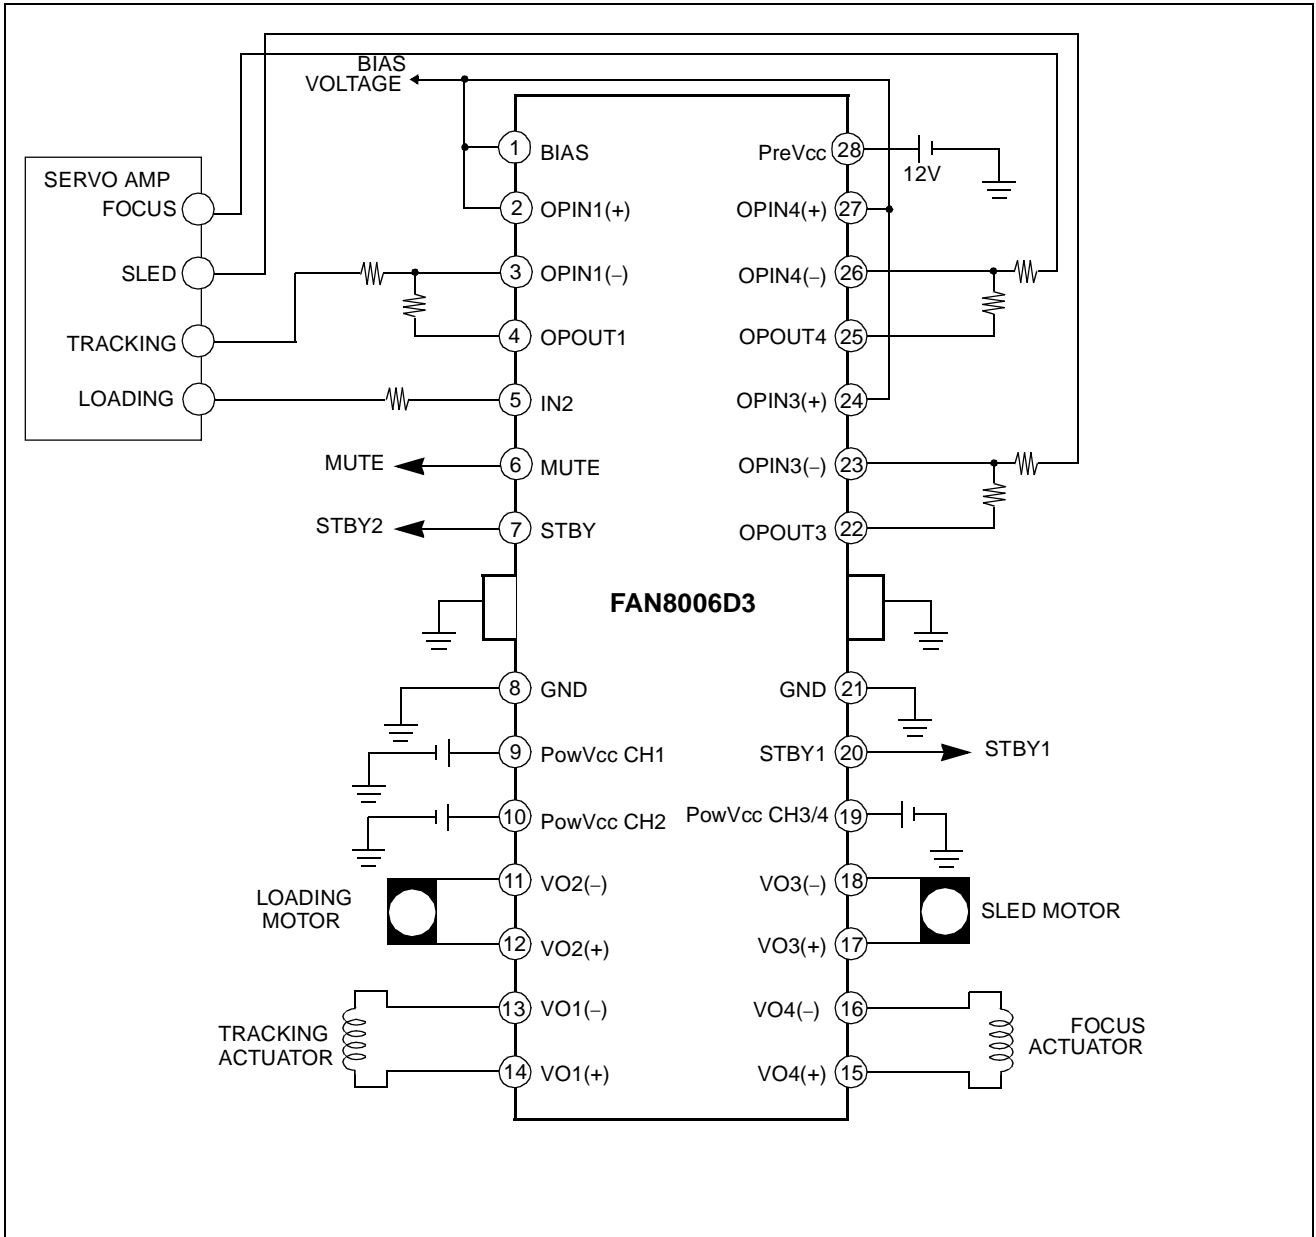 BIAS
VOLTAGE
SERVO AMP
FOCUS
SLED
TRACKING
LOADING
MUTE
STBY2
1 BIAS
2 OPIN1(+)
3 OPIN1(−)
4 OPOUT1
5 IN2
6 MUTE
7 STBY
FAN8006D3
8 GND
9 PowVcc CH1
10 PowVcc CH2
11 VO2(−)
12 VO2(+)
13 VO1(−)
14 VO1(+)
LOADING
MOTOR
TRACKING
ACTUATOR
PreVcc 28
12V
OPIN4(+) 27
OPIN4(−) 26
OPOUT4 25
OPIN3(+) 24
OPIN3(−) 23
OPOUT3 22
GND 21
STBY1 20
STBY1
PowVcc CH3/4 19
VO3(−) 18
VO3(+) 17
VO4(−) 16
VO4(+) 15
SLED MOTOR
FOCUS
ACTUATOR